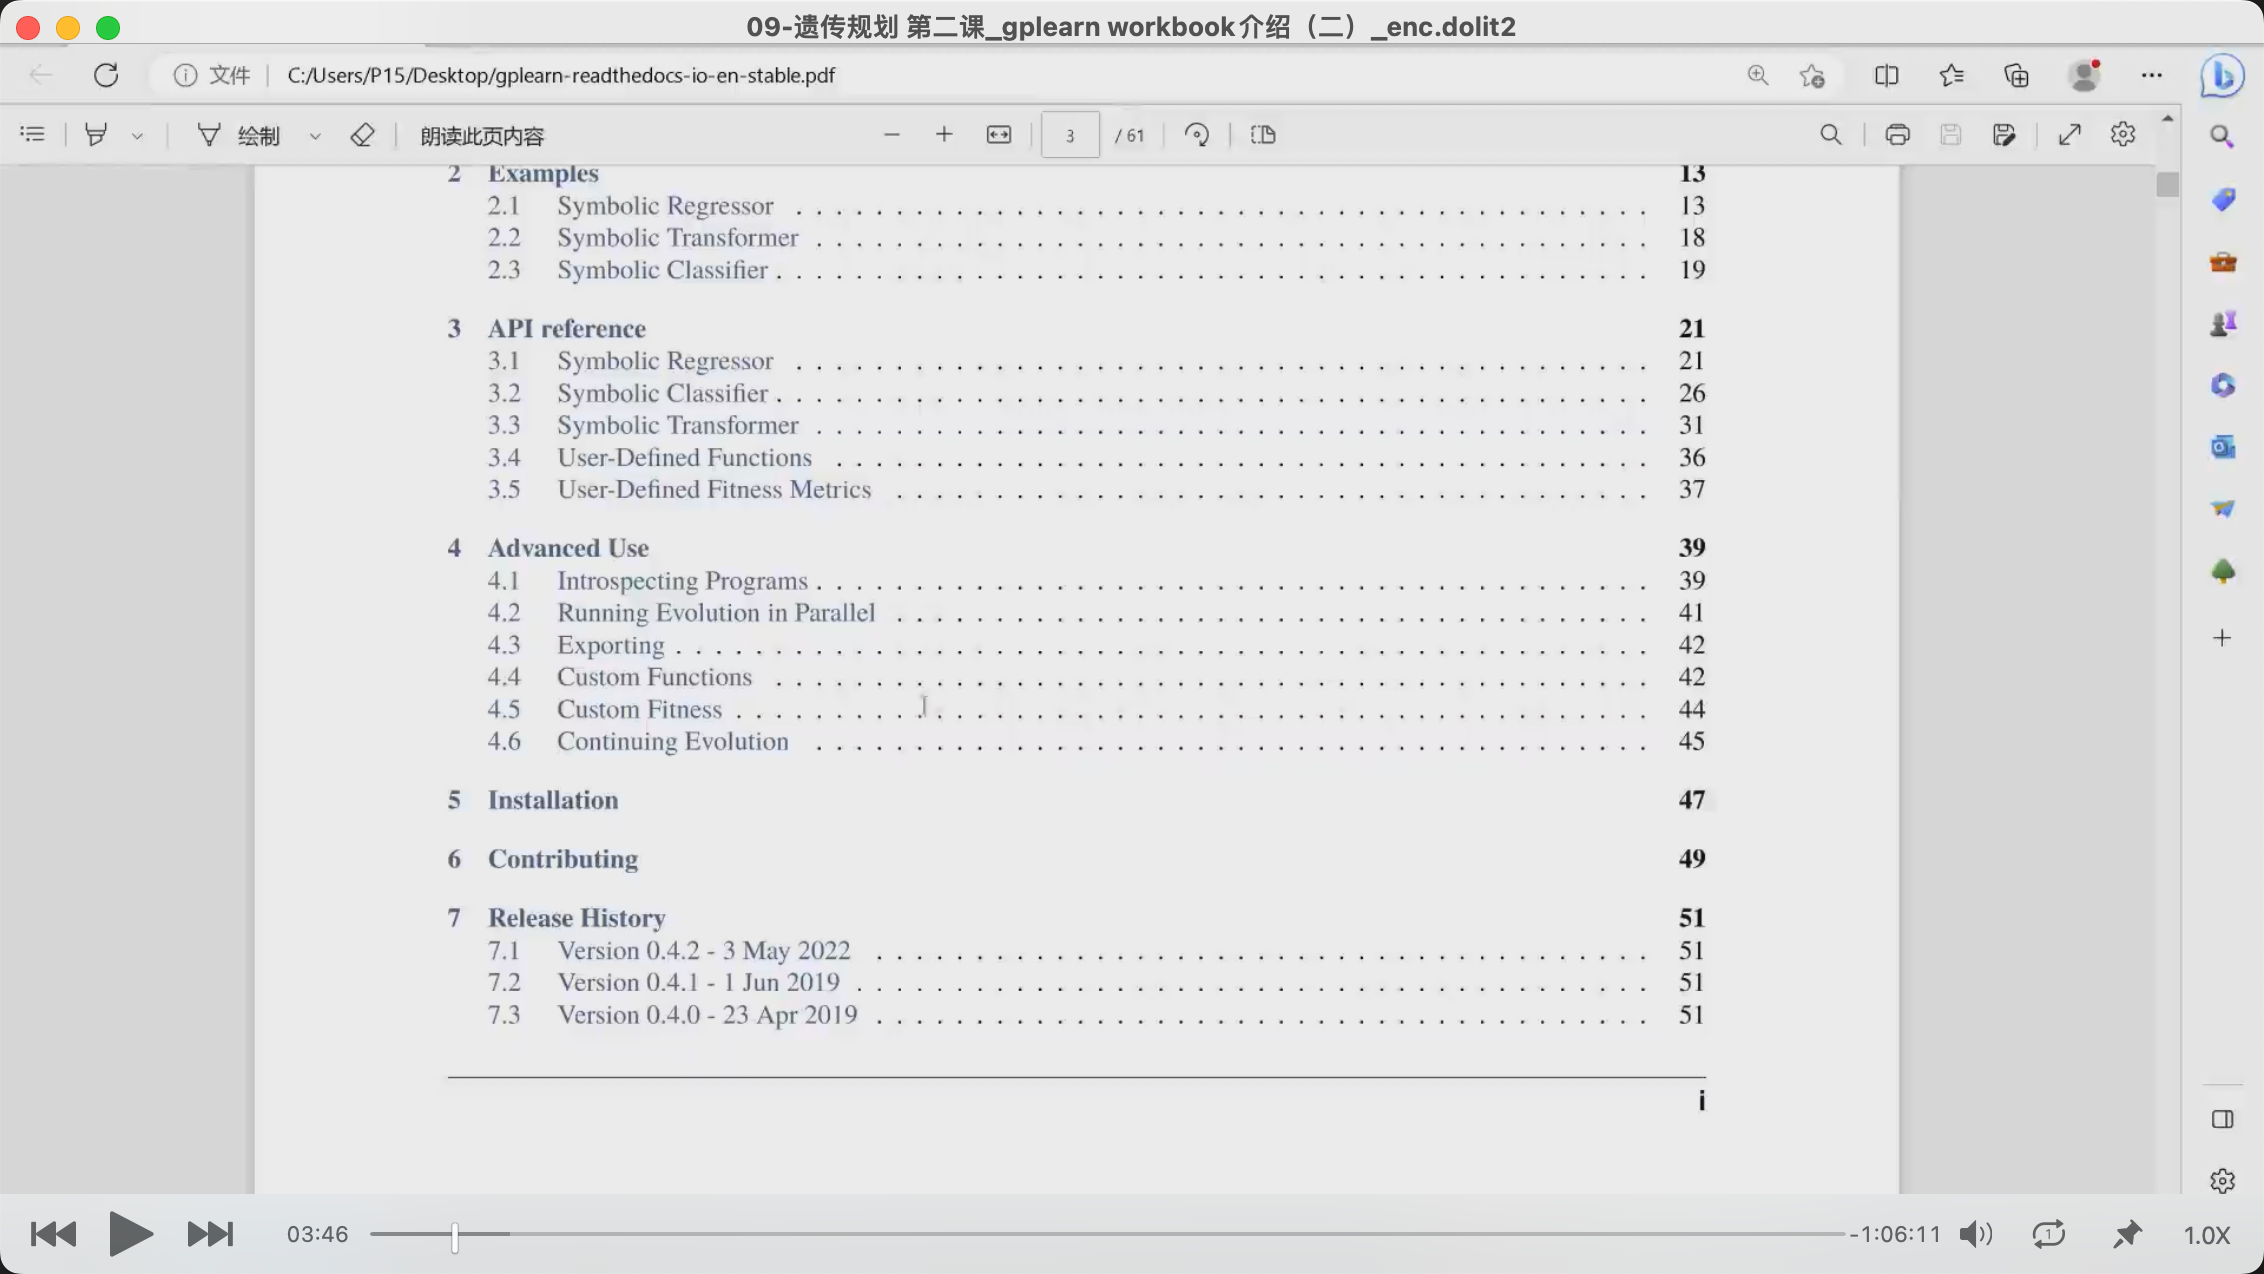 09-遗传规划 第二课_gplearn workbook介绍（二）_enc.dolit2
文件 C:/Users/P15/Desktop/gplearn-readthedocs-io-en-stable.pdf
绘制 朗读此页内容 3 / 61
2 Examples 13
2.1 Symbolic Regressor 13
2.2 Symbolic Transformer 18
2.3 Symbolic Classifier 19
3 API reference 21
3.1 Symbolic Regressor 21
3.2 Symbolic Classifier 26
3.3 Symbolic Transformer 31
3.4 User-Defined Functions 36
3.5 User-Defined Fitness Metrics 37
4 Advanced Use 39
4.1 Introspecting Programs 39
4.2 Running Evolution in Parallel 41
4.3 Exporting 42
4.4 Custom Functions 42
4.5 Custom Fitness 44
4.6 Continuing Evolution 45
5 Installation 47
6 Contributing 49
7 Release History 51
7.1 Version 0.4.2 - 3 May 2022 51
7.2 Version 0.4.1 - 1 Jun 2019 51
7.3 Version 0.4.0 - 23 Apr 2019 51
i
03:46 -1:06:11 1.0X